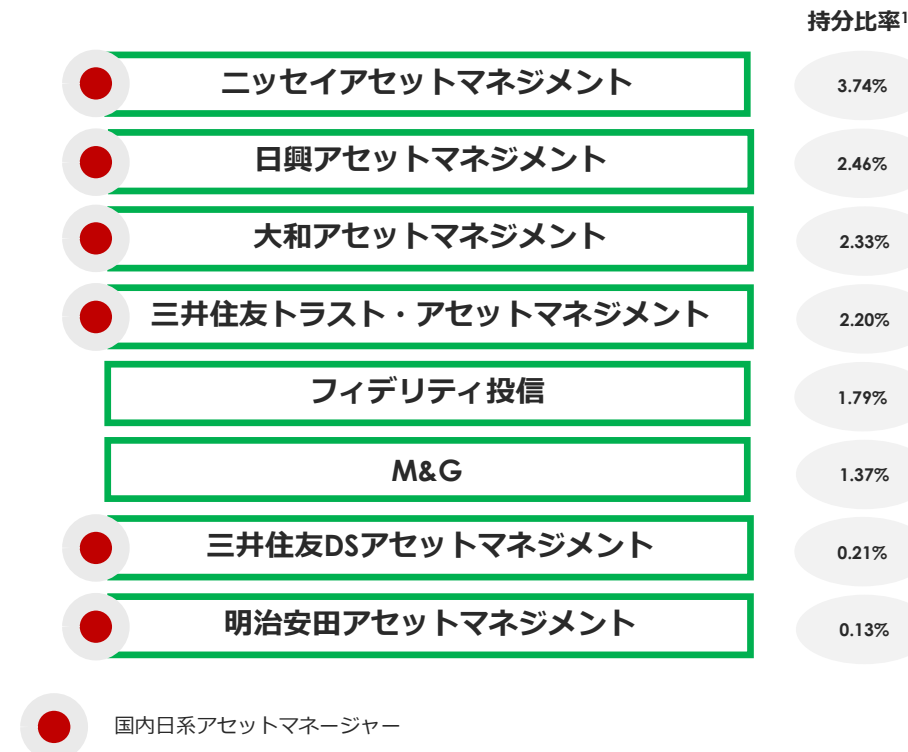 持分比率1
ニッセイアセットマネジメント 3.74%
日興アセットマネジメント 2.46%
大和アセットマネジメント 2.33%
三井住友トラスト・アセットマネジメント 2.20%
フィデリティ投信 1.79%
M&G 1.37%
三井住友DSアセットマネジメント 0.21%
明治安田アセットマネジメント 0.13%
国内日系アセットマネージャー